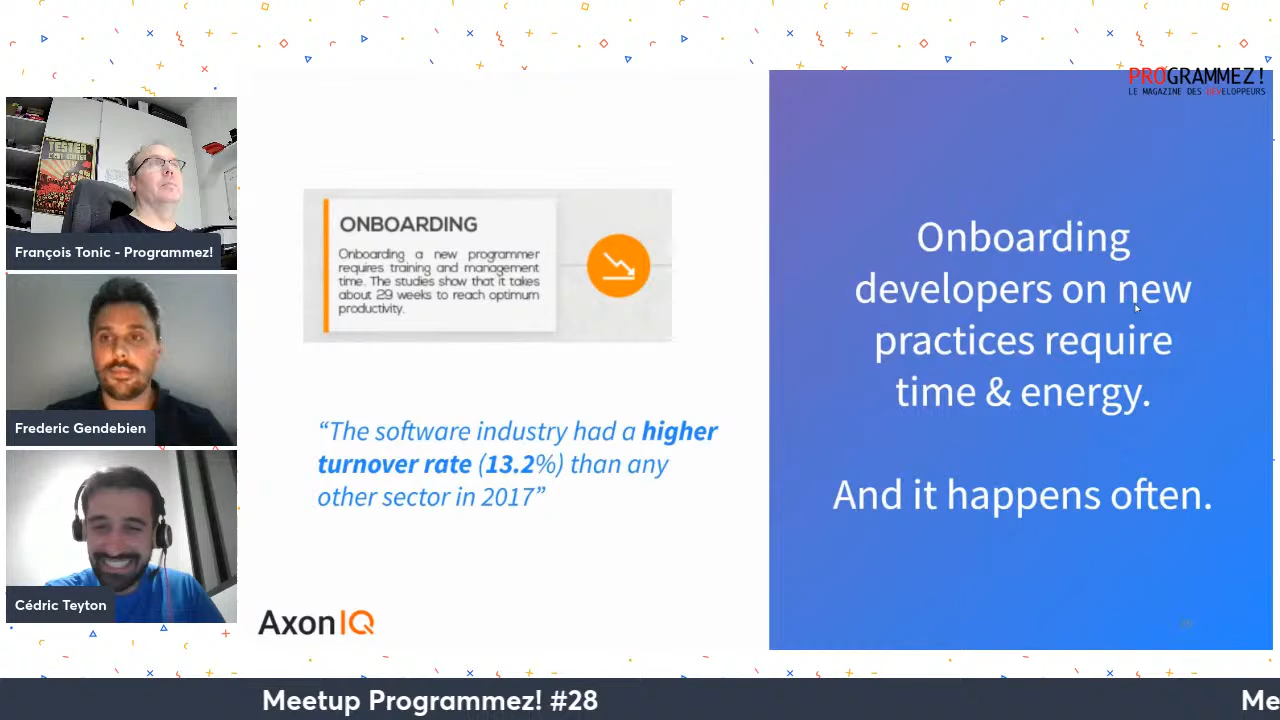 PROGRAMMEZ!
LE MAGAZINE DES DEVELOPPEURS
TESTER
François Tonic - Programmez!
Frederic Gendebien
Cédric Teyton
ONBOARDING
Onboarding a new programmer
requires training and management
time. The studies show that it takes
about 29 weeks to reach optimum
productivity.
“The software industry had a higher
turnover rate (13.2%) than any
other sector in 2017”
AxonIQ
Onboarding
developers on new
practices require
time & energy.
And it happens often.
Meetup Programmez! #28
Me